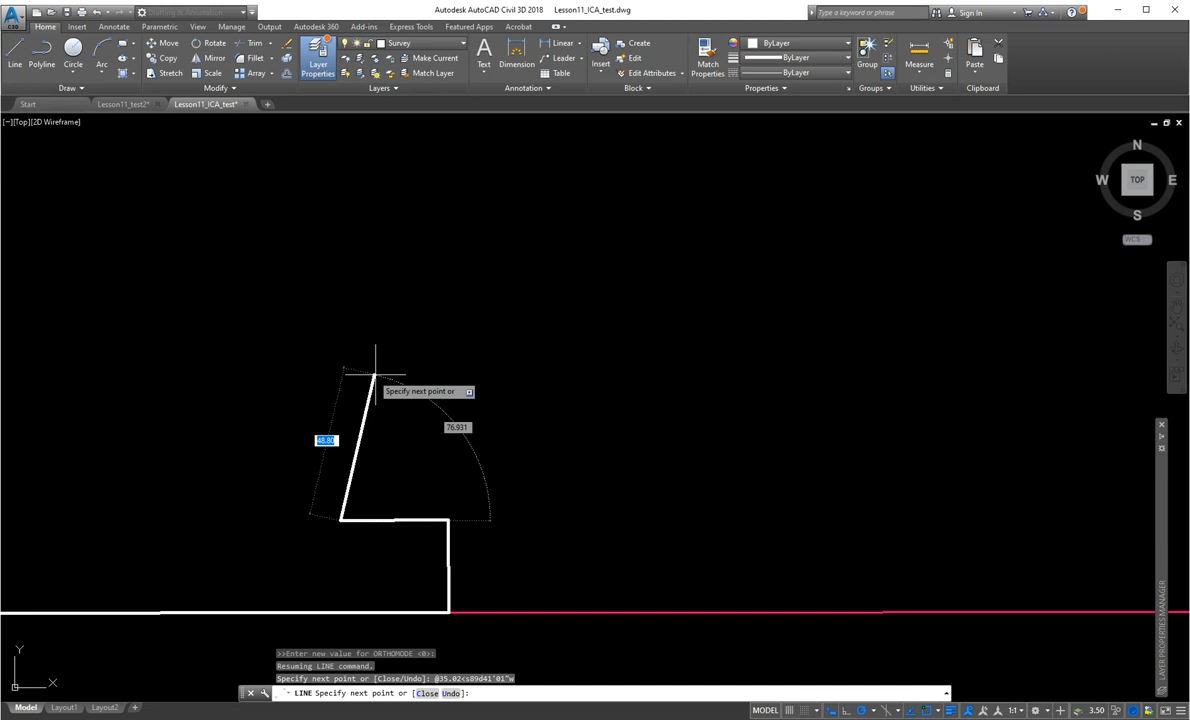 Autodesk AutoCAD Civil 3D 2018 Lesson11_ICA_test.dwg
Drafting & Annotation
Type a keyword or phrase
Sign In
C3D
Home Insert Annotate Parametric View Manage Output Autodesk 360 Add-ins Express Tools Featured Apps Acrobat
Line Polyline Circle Arc
Move Rotate Trim
Copy Mirror Fillet
Stretch Scale Array
Layer Properties
Survey
Make Current
Match Layer
Text Dimension
Linear
Leader
Table
Insert
Create
Edit
Edit Attributes
Match Properties
ByLayer
ByLayer
ByLayer
Group
Measure
Paste
Draw Modify Layers Annotation Block Properties Groups Utilities Clipboard
Start Lesson11_test2* Lesson11_ICA_test*
[−][Top][2D Wireframe]
N
W TOP E
S
WCS
Specify next point or
76.931
48.80
LAYER PROPERTIES MANAGER
Y
X
>>Enter new value for ORTHOMODE <0>:
Resuming LINE command.
Specify next point or [Close/Undo]: @35.02<s89d41'01"w
LINE Specify next point or [Close Undo]:
Model Layout1 Layout2 +
MODEL 1:1 3.50